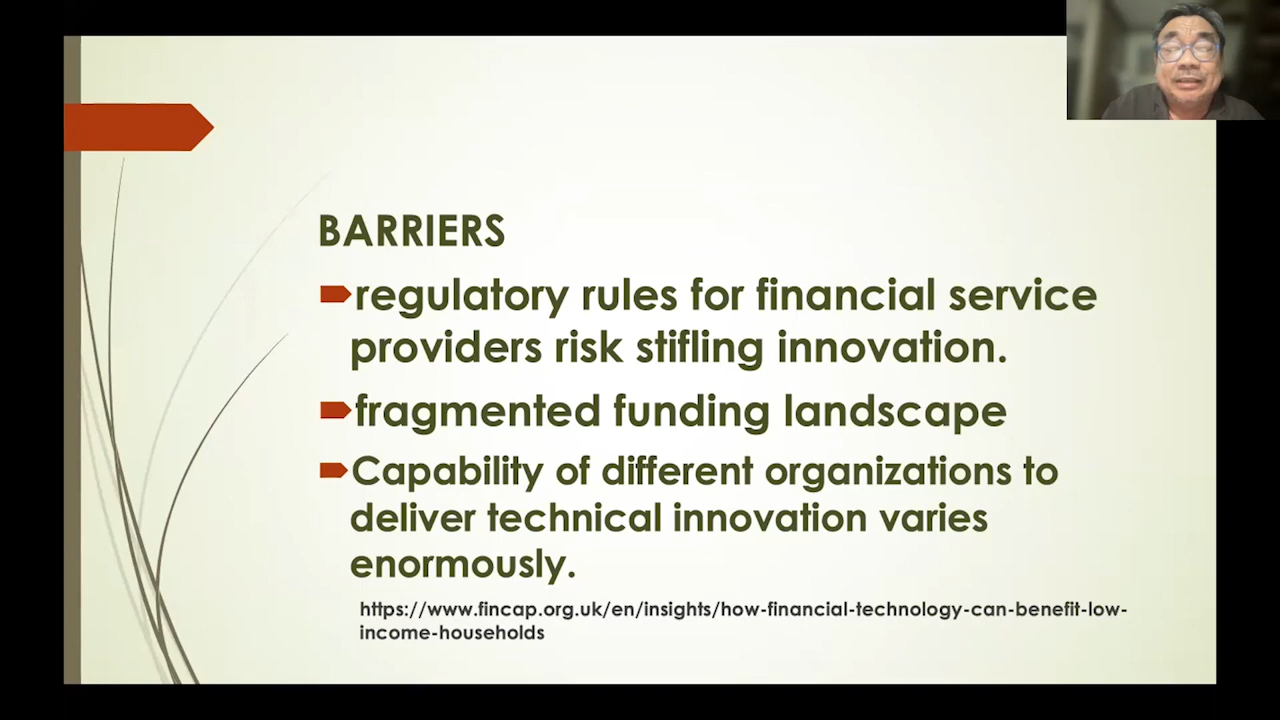 BARRIERS
regulatory rules for financial service
providers risk stifling innovation.
fragmented funding landscape
Capability of different organizations to
deliver technical innovation varies
enormously.
https://www.fincap.org.uk/en/insights/how-financial-technology-can-benefit-low-
income-households